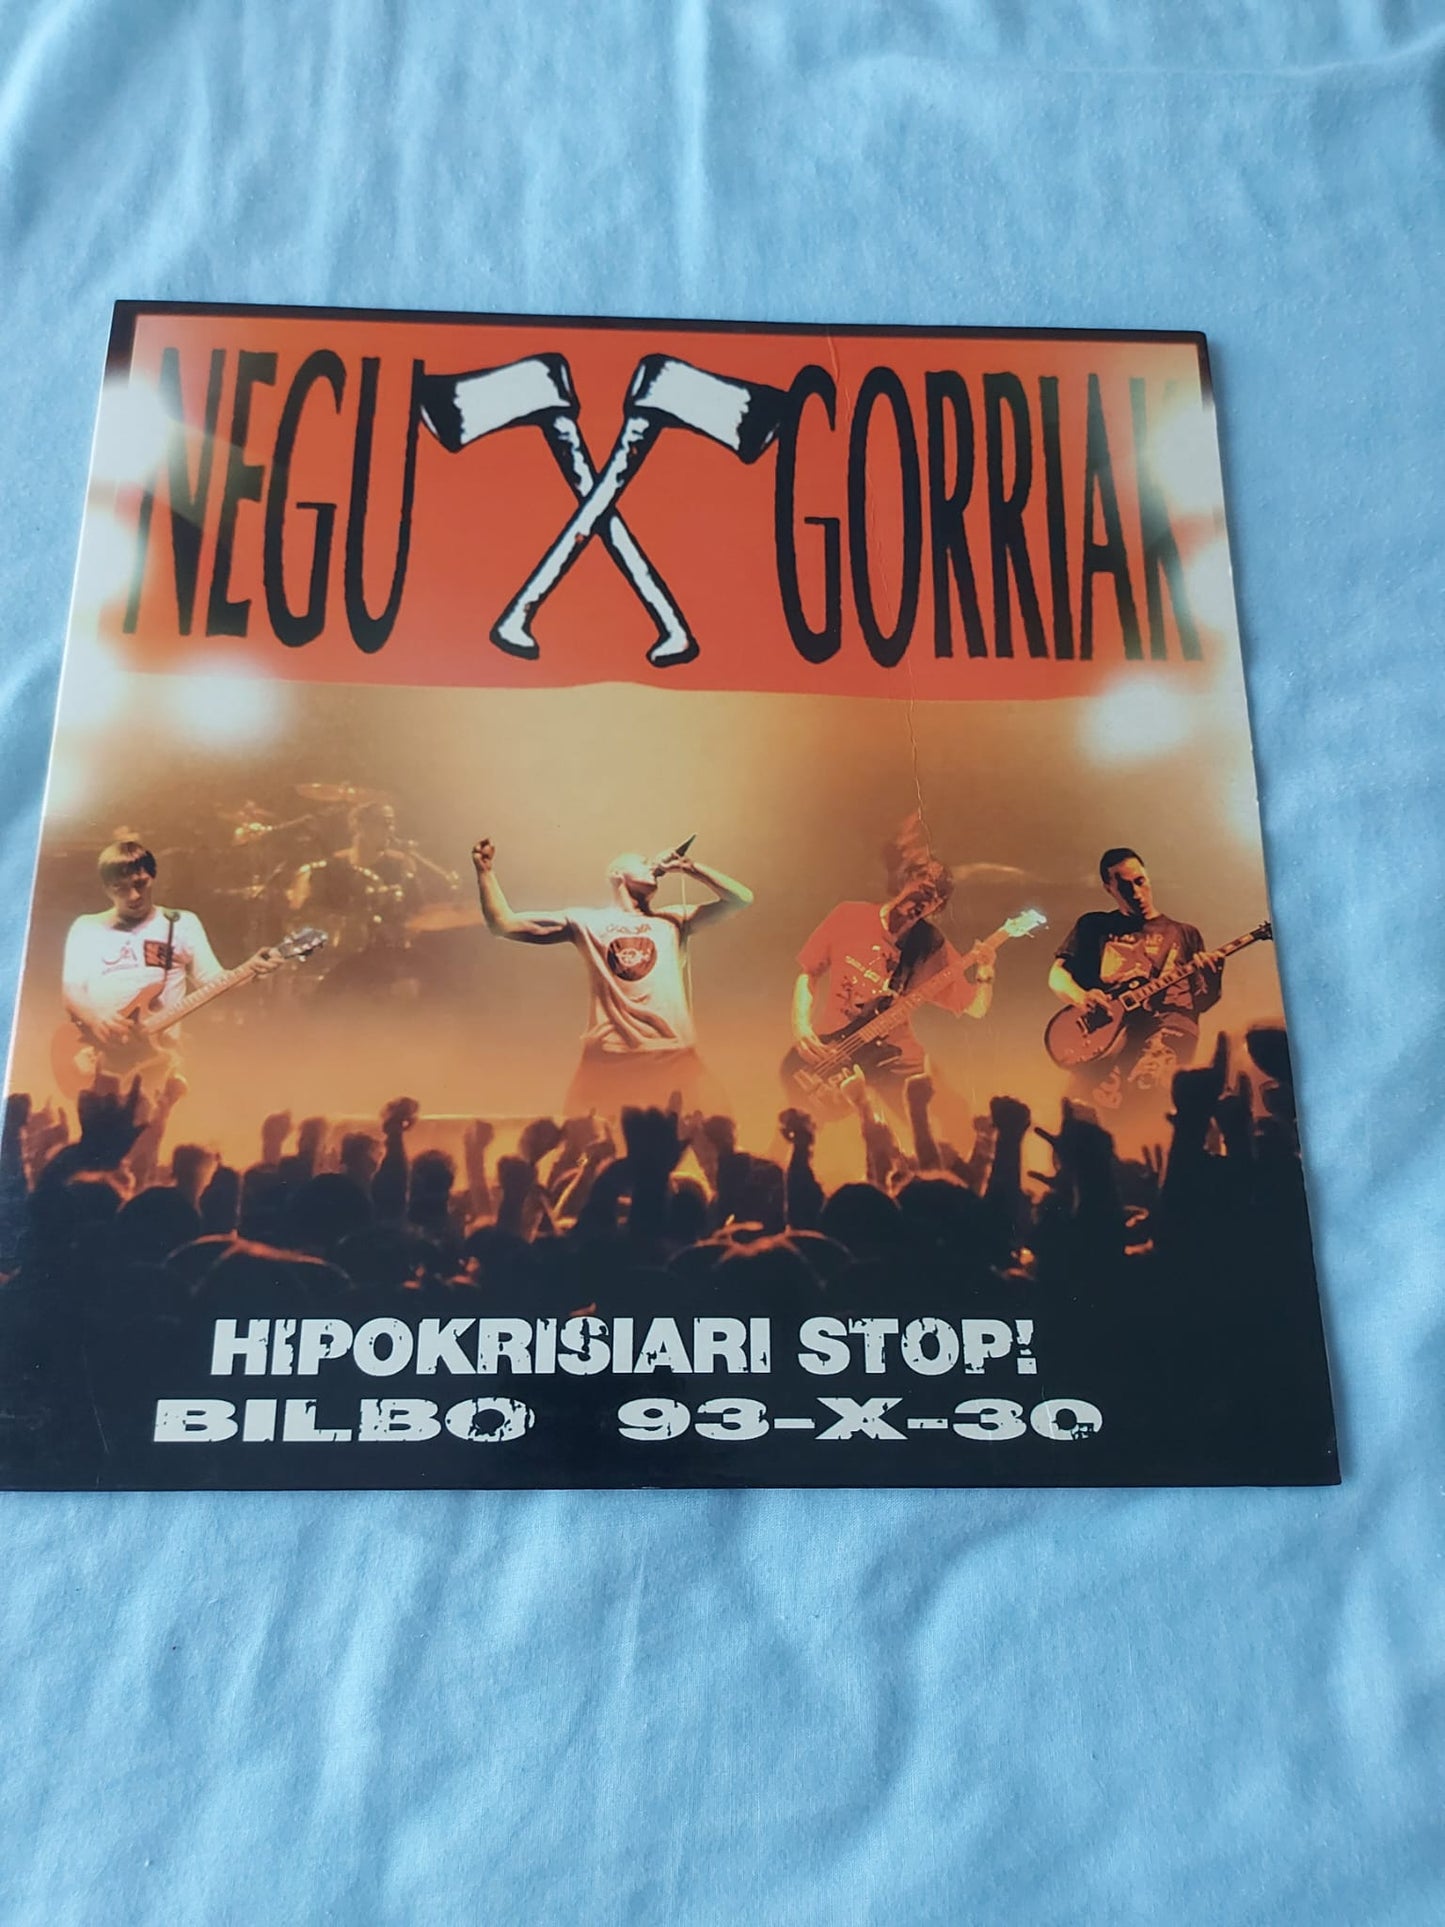 NEGU GORRIAK
HIPOKRISIARI STOP!
BILBO 93-X-30